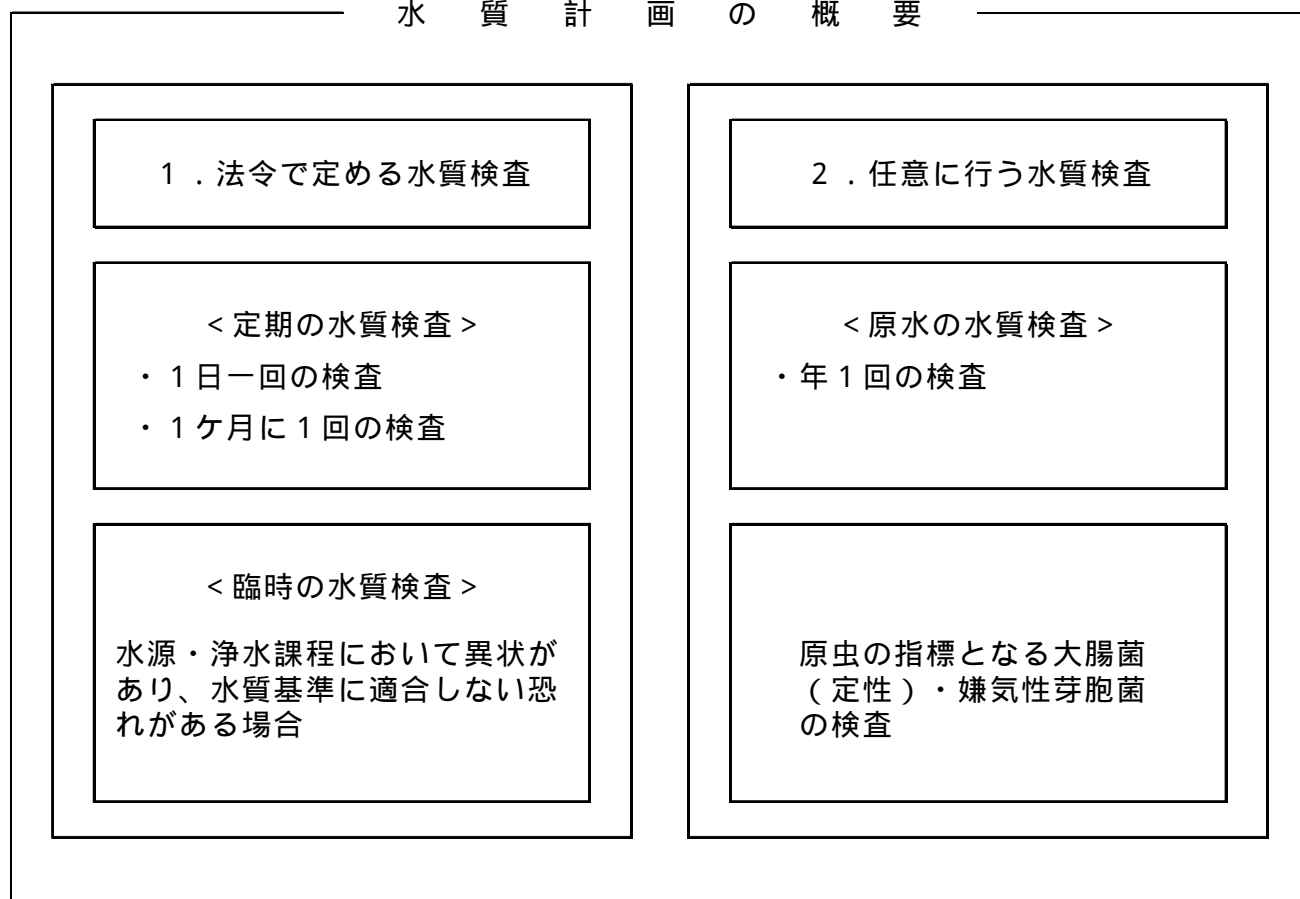 水質計画の概要
1．法令で定める水質検査
＜定期の水質検査＞
・1日一回の検査
・1ケ月に1回の検査
＜臨時の水質検査＞
水源・浄水課程において異状が
あり、水質基準に適合しない恐
れがある場合
2．任意に行う水質検査
＜原水の水質検査＞
・年1回の検査
原虫の指標となる大腸菌
（定性）・嫌気性芽胞菌
の検査